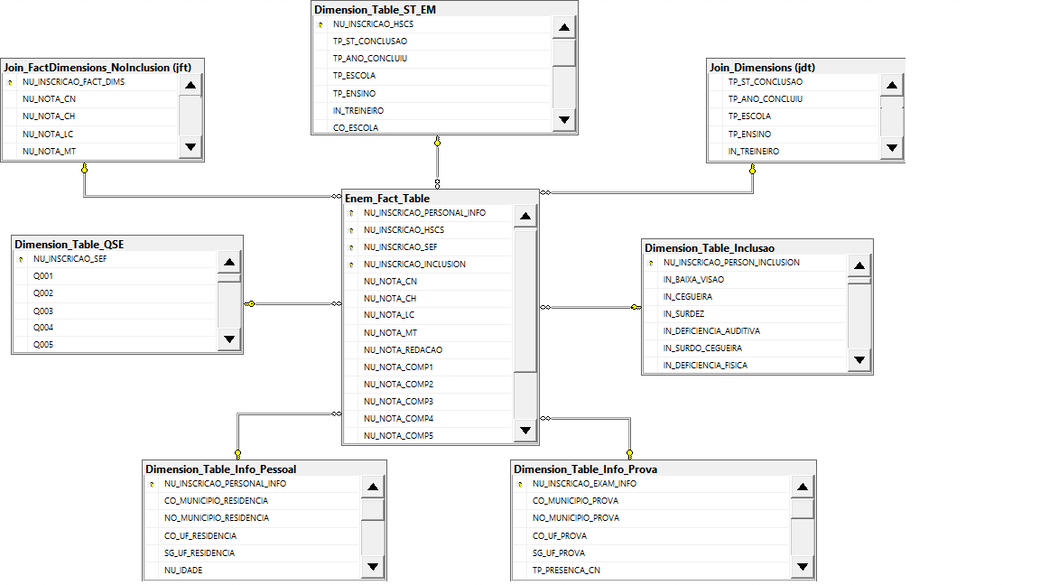 Dimension_Table_ST_EM
NU_INSCRICAO_HSCS
TP_ST_CONCLUSAO
TP_ANO_CONCLUIU
TP_ESCOLA
TP_ENSINO
IN_TREINEIRO
CO_ESCOLA
Join_FactDimensions_NoInclusion (jft)
NU_INSCRICAO_FACT_DIMS
NU_NOTA_CN
NU_NOTA_CH
NU_NOTA_LC
NU_NOTA_MT
Join_Dimensions (jdt)
TP_ST_CONCLUSAO
TP_ANO_CONCLUIU
TP_ESCOLA
TP_ENSINO
IN_TREINEIRO
Enem_Fact_Table
NU_INSCRICAO_PERSONAL_INFO
NU_INSCRICAO_HSCS
NU_INSCRICAO_SEF
NU_INSCRICAO_INCLUSION
NU_NOTA_CN
NU_NOTA_CH
NU_NOTA_LC
NU_NOTA_MT
NU_NOTA_REDACAO
NU_NOTA_COMP1
NU_NOTA_COMP2
NU_NOTA_COMP3
NU_NOTA_COMP4
NU_NOTA_COMP5
Dimension_Table_QSE
NU_INSCRICAO_SEF
Q001
Q002
Q003
Q004
Q005
Dimension_Table_Inclusao
NU_INSCRICAO_PERSON_INCLUSION
IN_BAIXA_VISAO
IN_CEGUEIRA
IN_SURDEZ
IN_DEFICIENCIA_AUDITIVA
IN_SURDO_CEGUEIRA
IN_DEFICIENCIA_FISICA
Dimension_Table_Info_Pessoal
NU_INSCRICAO_PERSONAL_INFO
CO_MUNICIPIO_RESIDENCIA
NO_MUNICIPIO_RESIDENCIA
CO_UF_RESIDENCIA
SG_UF_RESIDENCIA
NU_IDADE
Dimension_Table_Info_Prova
NU_INSCRICAO_EXAM_INFO
CO_MUNICIPIO_PROVA
NO_MUNICIPIO_PROVA
CO_UF_PROVA
SG_UF_PROVA
TP_PRESENCA_CN